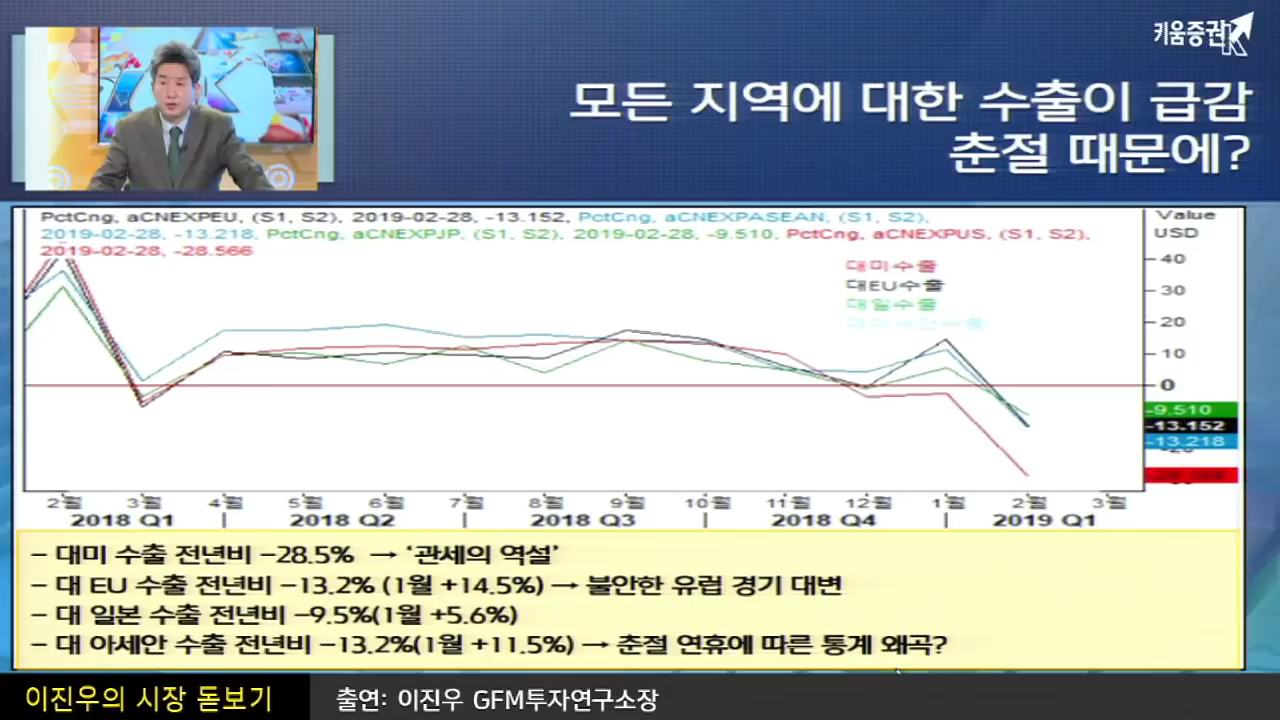 키움증권
모든 지역에 대한 수출이 급감
춘절 때문에?
PctCng, aCNEXPEU, (S1, S2), 2019-02-28, -13.152, PctCng, aCNEXPASEAN, (S1, S2),
2019-02-28, -13.218, PctCng, aCNEXPJP, (S1, S2), 2019-02-28, -9.510, PctCng, aCNEXPUS, (S1, S2),
2019-02-28, -28.566
Value
USD
대미수출
대EU수출
대일수출
40
30
20
10
0
-9.510
-13.152
-13.218
2월 3월 4월 5월 6월 7월 8월 9월 10월 11월 12월 1월 2월 3월
2018 Q1 2018 Q2 2018 Q3 2018 Q4 2019 Q1
- 대미 수출 전년비 -28.5% → ‘관세의 역설’
- 대 EU 수출 전년비 -13.2% (1월 +14.5%) → 불안한 유럽 경기 대변
- 대 일본 수출 전년비 -9.5%(1월 +5.6%)
- 대 아세안 수출 전년비 -13.2%(1월 +11.5%) → 춘절 연휴에 따른 통계 왜곡?
이진우의 시장 돋보기
출연: 이진우 GFM투자연구소장